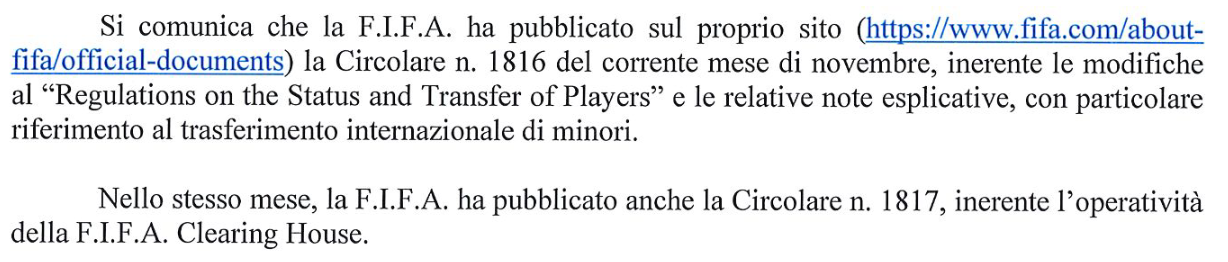 Si comunica che la F.I.F.A. ha pubblicato sul proprio sito (https://www.fifa.com/about-
fifa/official-documents) la Circolare n. 1816 del corrente mese di novembre, inerente le modifiche
al “Regulations on the Status and Transfer of Players” e le relative note esplicative, con particolare
riferimento al trasferimento internazionale di minori.
Nello stesso mese, la F.I.F.A. ha pubblicato anche la Circolare n. 1817, inerente l’operatività
della F.I.F.A. Clearing House.